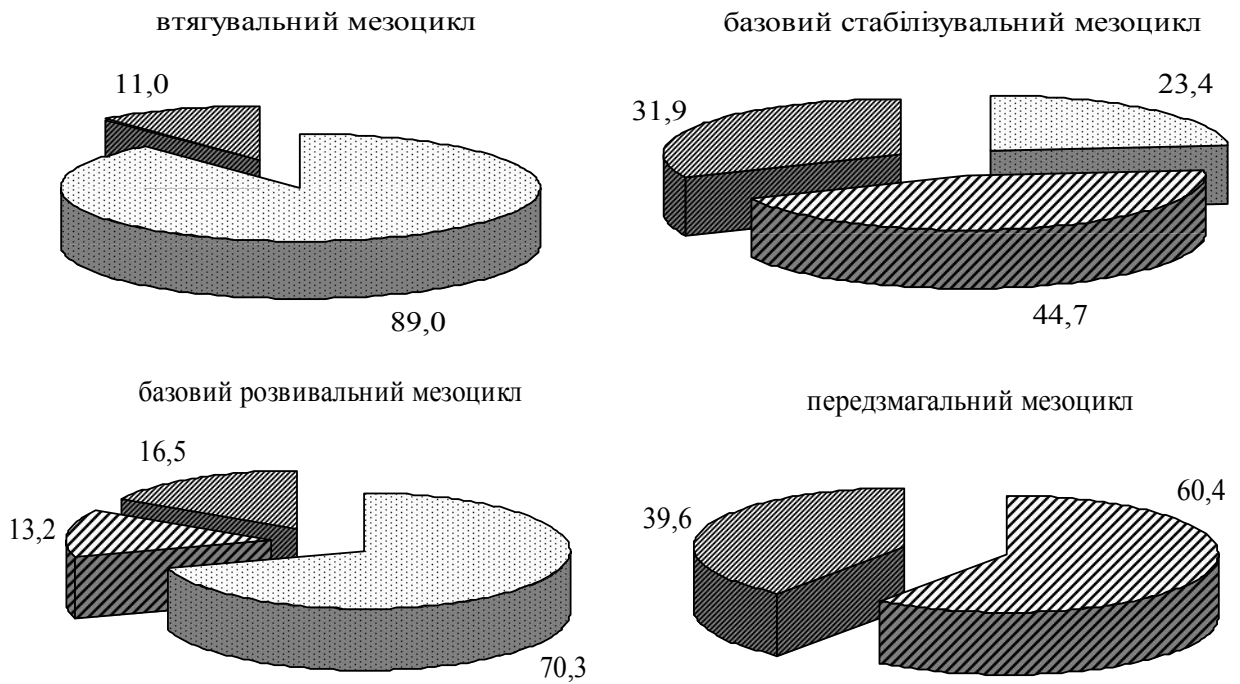 втягувальний мезоцикл
11,0
89,0
базовий стабілізувальний мезоцикл
31,9
23,4
44,7
базовий розвивальний мезоцикл
16,5
13,2
70,3
передзмагальний мезоцикл
39,6
60,4